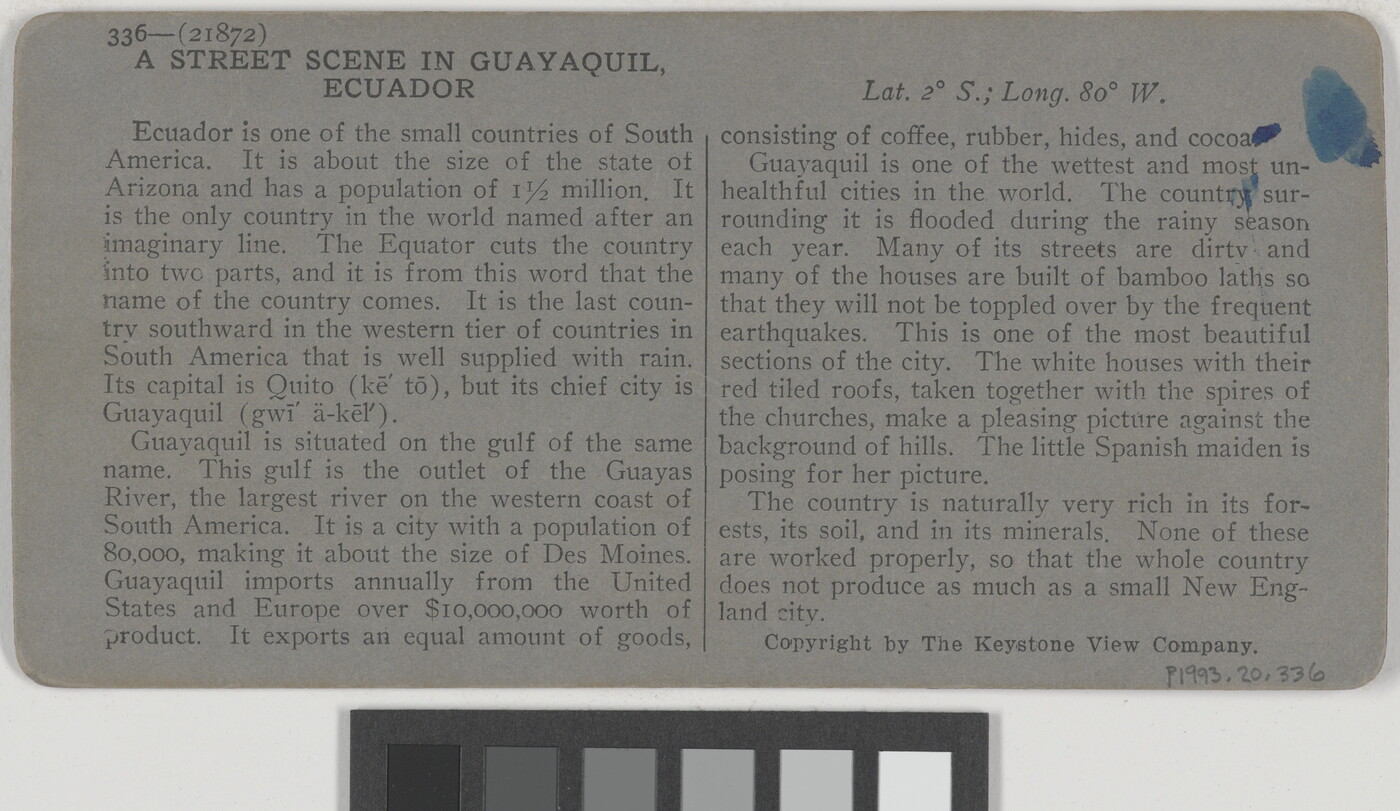 336—(21872)
A STREET SCENE IN GUAYAQUIL,
ECUADOR
Ecuador is one of the small countries of South
America. It is about the size of the state of
Arizona and has a population of 1½ million. It
is the only country in the world named after an
imaginary line. The Equator cuts the country
into two parts, and it is from this word that the
name of the country comes. It is the last coun-
try southward in the western tier of countries in
South America that is well supplied with rain.
Its capital is Quito (kē′ tō), but its chief city is
Guayaquil (gwī′ ä-kēl′).
Guayaquil is situated on the gulf of the same
name. This gulf is the outlet of the Guayas
River, the largest river on the western coast of
South America. It is a city with a population of
80,000, making it about the size of Des Moines.
Guayaquil imports annually from the United
States and Europe over $10,000,000 worth of
product. It exports an equal amount of goods,
Lat. 2° S.; Long. 80° W.
consisting of coffee, rubber, hides, and cocoa
Guayaquil is one of the wettest and most un-
healthful cities in the world. The country sur-
rounding it is flooded during the rainy season
each year. Many of its streets are dirty and
many of the houses are built of bamboo laths so
that they will not be toppled over by the frequent
earthquakes. This is one of the most beautiful
sections of the city. The white houses with their
red tiled roofs, taken together with the spires of
the churches, make a pleasing picture against the
background of hills. The little Spanish maiden is
posing for her picture.
The country is naturally very rich in its for-
ests, its soil, and in its minerals. None of these
are worked properly, so that the whole country
does not produce as much as a small New Eng-
land city.
Copyright by The Keystone View Company.
P1993.20.336